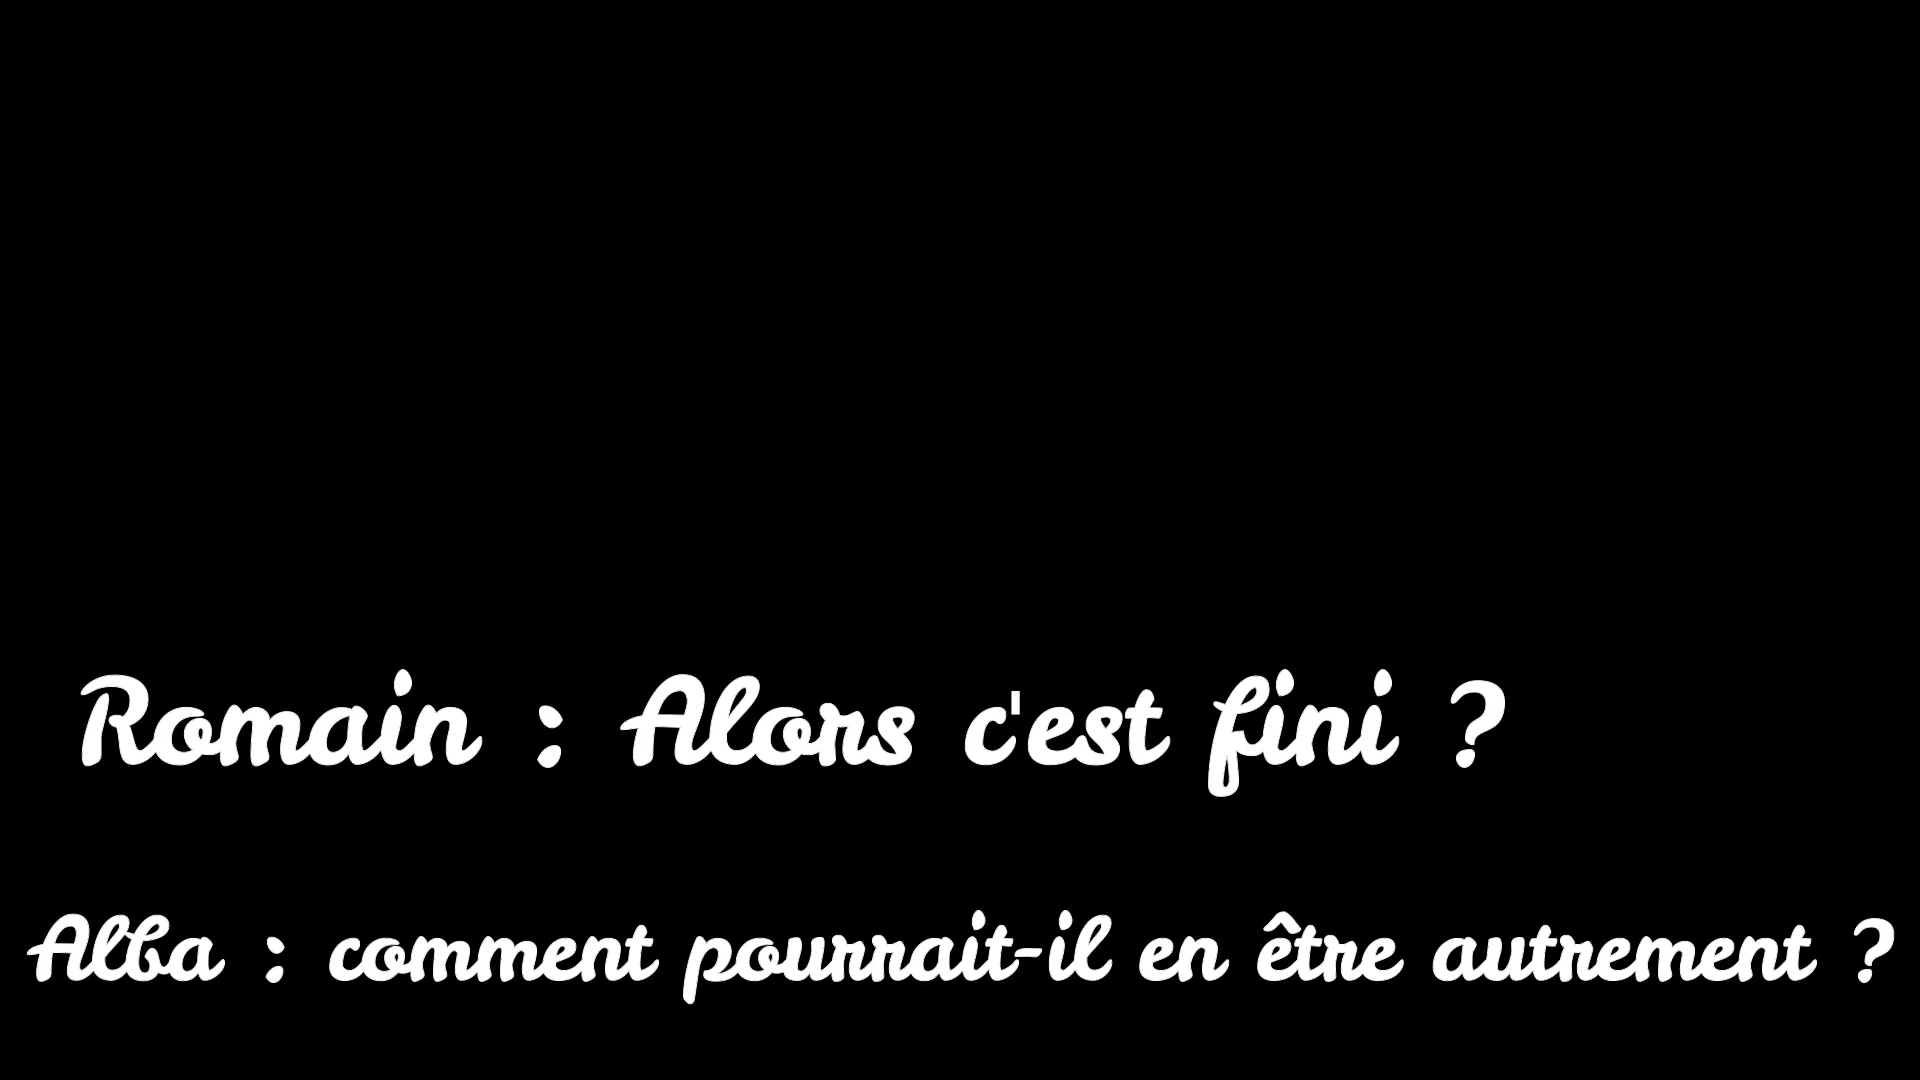 Romain : Alors c'est fini ?
Alba : comment pourrait-il en être autrement ?